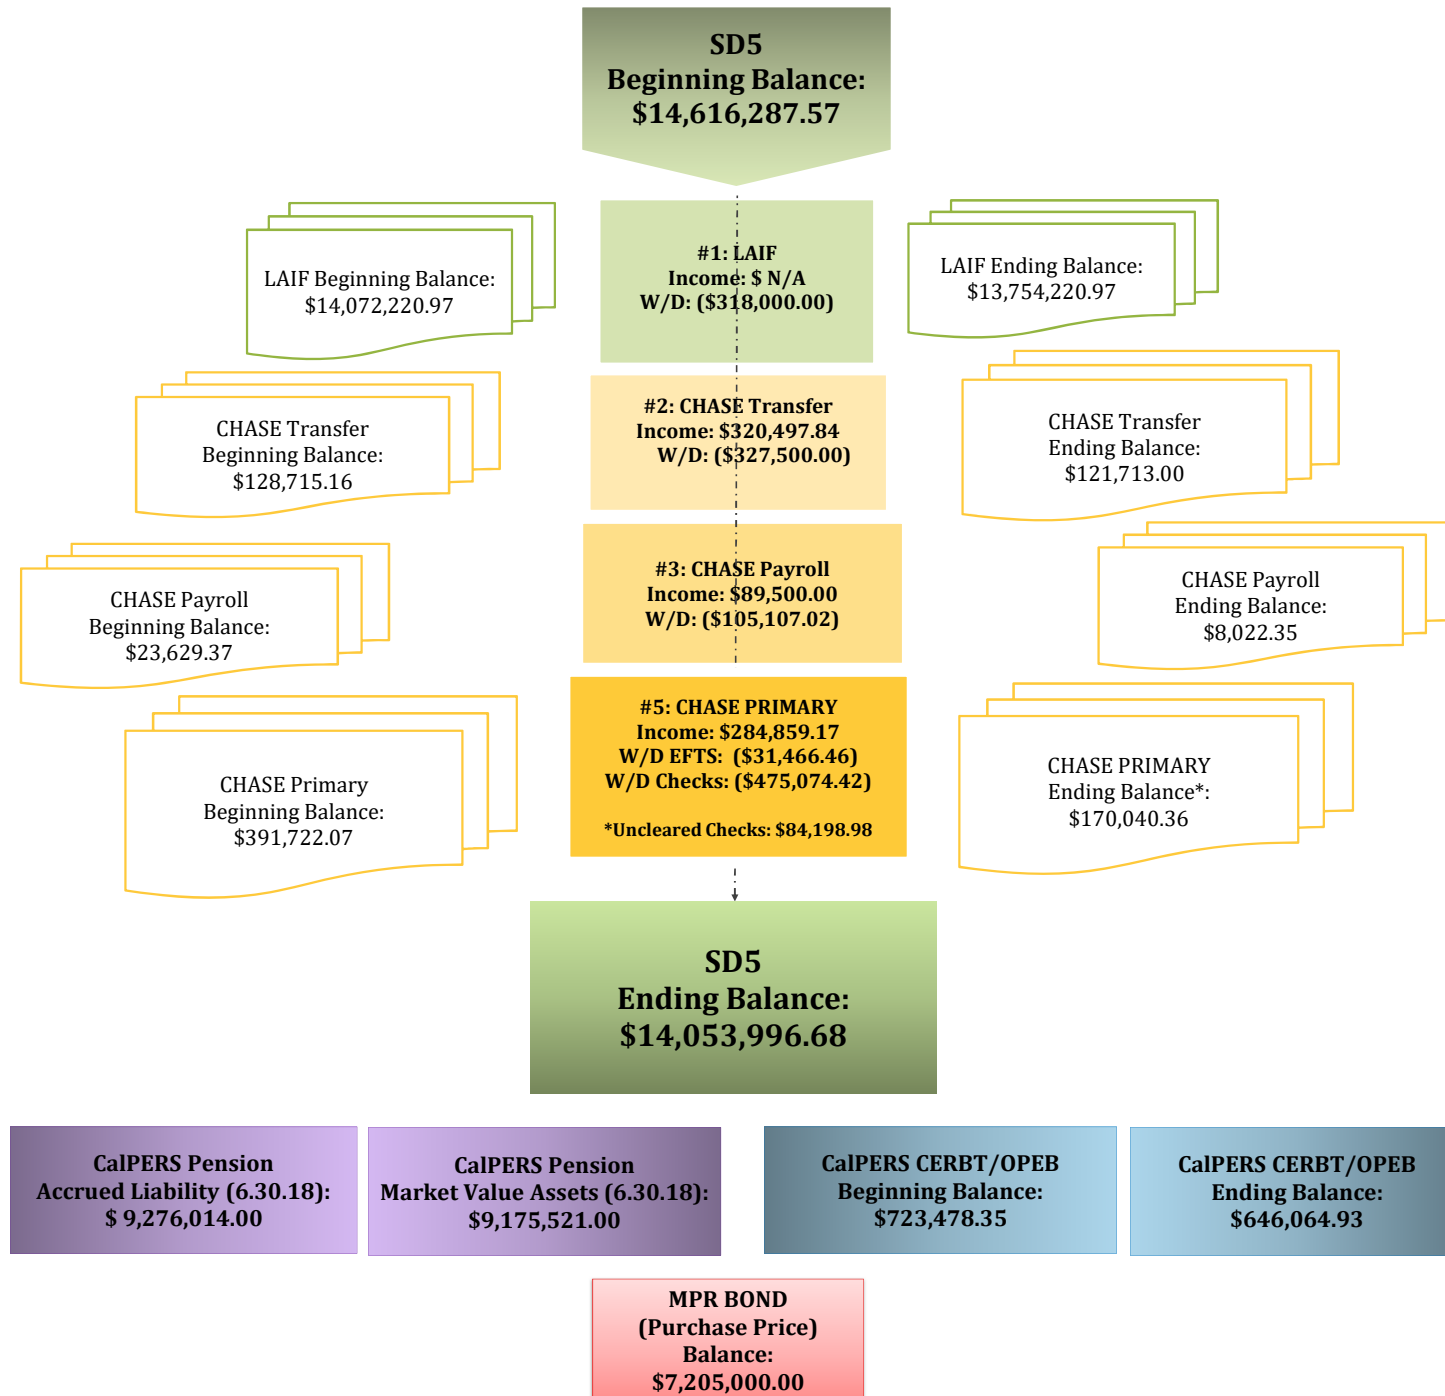 SD5
Beginning Balance:
$14,616,287.57
LAIF Beginning Balance:
$14,072,220.97
#1: LAIF
Income: $ N/A
W/D: ($318,000.00)
LAIF Ending Balance:
$13,754,220.97
CHASE Transfer
Beginning Balance:
$128,715.16
#2: CHASE Transfer
Income: $320,497.84
W/D: ($327,500.00)
CHASE Transfer
Ending Balance:
$121,713.00
CHASE Payroll
Beginning Balance:
$23,629.37
#3: CHASE Payroll
Income: $89,500.00
W/D: ($105,107.02)
CHASE Payroll
Ending Balance:
$8,022.35
CHASE Primary
Beginning Balance:
$391,722.07
#5: CHASE PRIMARY
Income: $284,859.17
W/D EFTS: ($31,466.46)
W/D Checks: ($475,074.42)
*Uncleared Checks: $84,198.98
CHASE PRIMARY
Ending Balance*:
$170,040.36
SD5
Ending Balance:
$14,053,996.68
CalPERS Pension
Accrued Liability (6.30.18):
$ 9,276,014.00
CalPERS Pension
Market Value Assets (6.30.18):
$9,175,521.00
CalPERS CERBT/OPEB
Beginning Balance:
$723,478.35
CalPERS CERBT/OPEB
Ending Balance:
$646,064.93
MPR BOND
(Purchase Price)
Balance:
$7,205,000.00